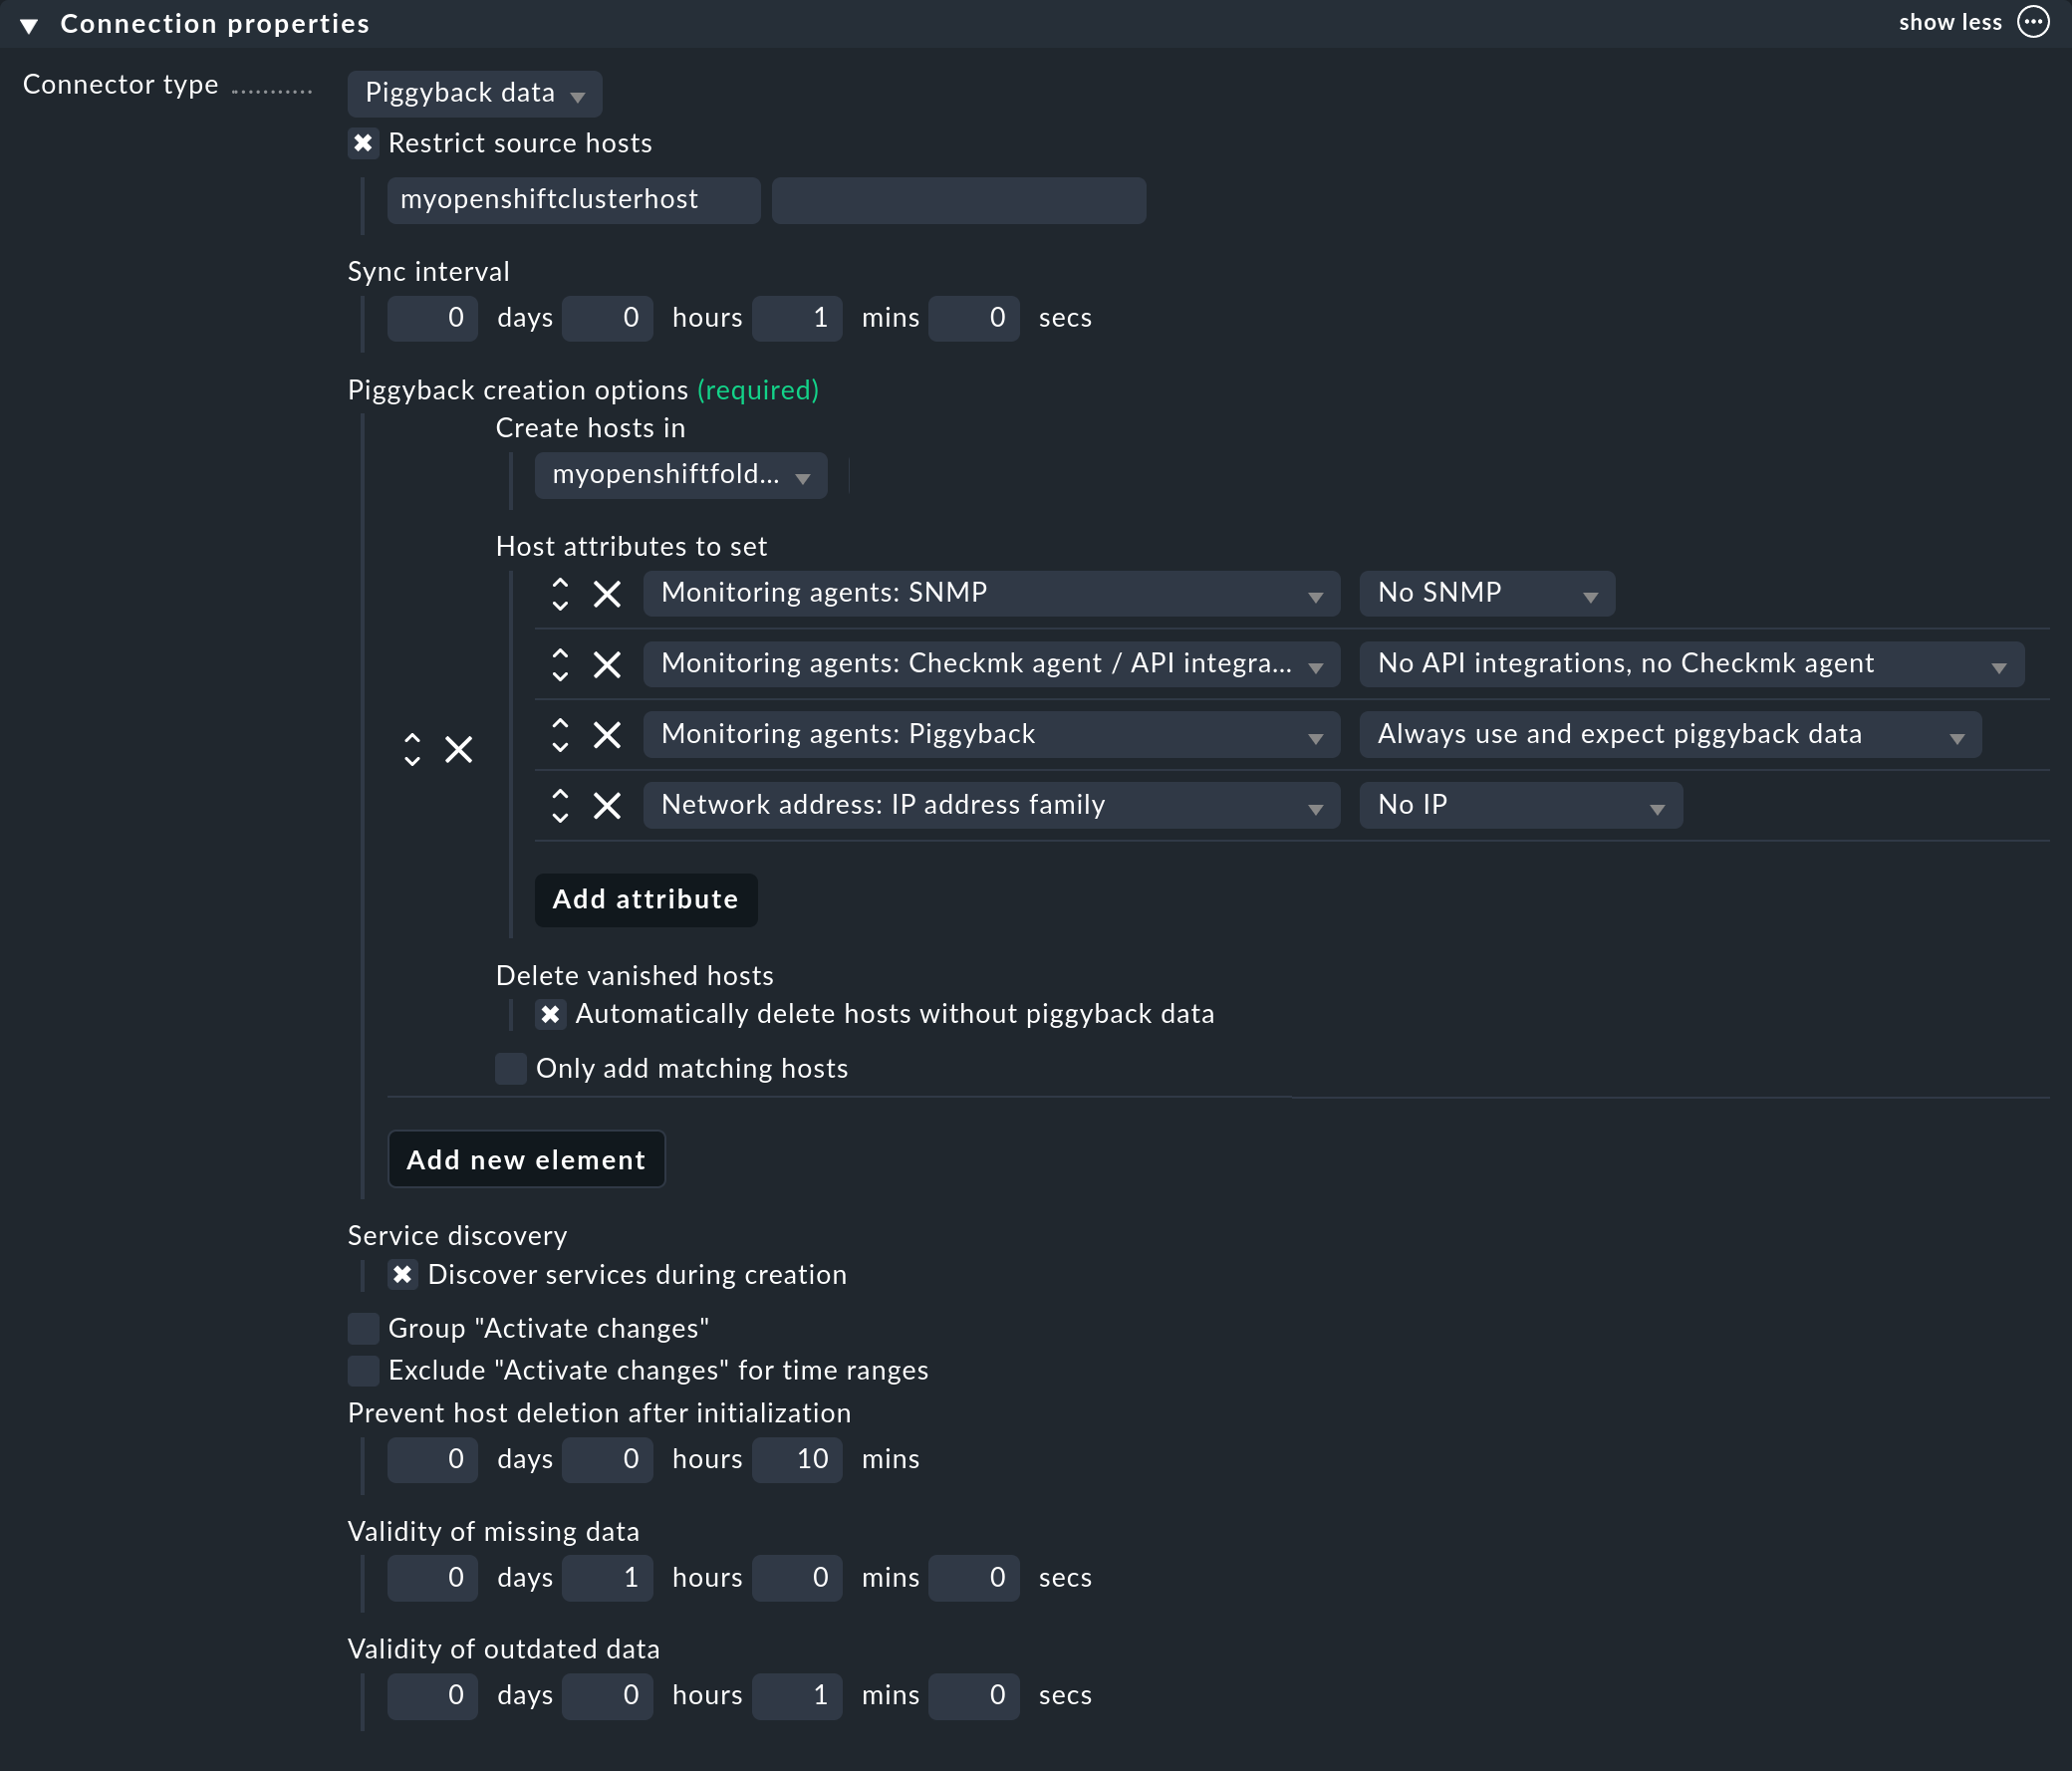 Connection properties show less
Connector type Piggyback data
Restrict source hosts
myopenshiftclusterhost
Sync interval
0 days 0 hours 1 mins 0 secs
Piggyback creation options (required)
Create hosts in
myopenshiftfold...
Host attributes to set
Monitoring agents: SNMP No SNMP
Monitoring agents: Checkmk agent / API integra... No API integrations, no Checkmk agent
Monitoring agents: Piggyback Always use and expect piggyback data
Network address: IP address family No IP
Add attribute
Delete vanished hosts
Automatically delete hosts without piggyback data
Only add matching hosts
Add new element
Service discovery
Discover services during creation
Group "Activate changes"
Exclude "Activate changes" for time ranges
Prevent host deletion after initialization
0 days 0 hours 10 mins
Validity of missing data
0 days 1 hours 0 mins 0 secs
Validity of outdated data
0 days 0 hours 1 mins 0 secs